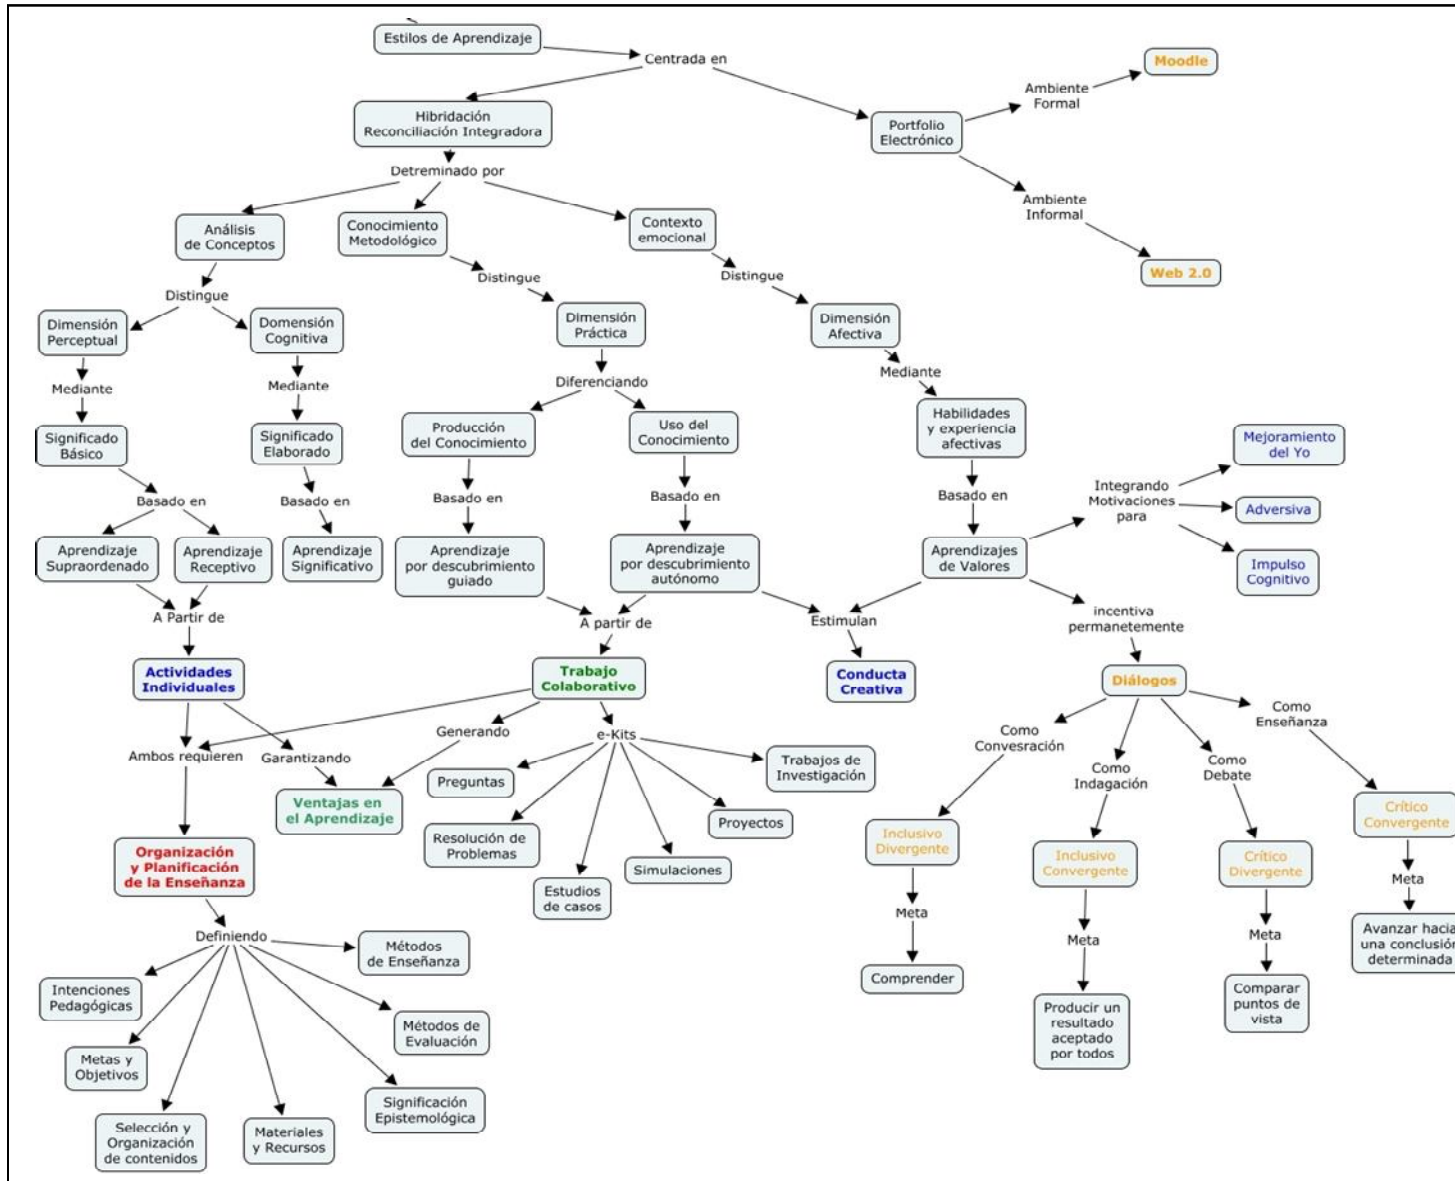 Estilos de Aprendizaje
Centrada en
Moodle
Ambiente
Formal
Hibridación
Reconciliación Integradora
Portfolio
Electrónico
Detreminado por
Ambiente
Informal
Web 2.0
Análisis
de Conceptos
Conocimiento
Metodológico
Contexto
emocional
Distingue
Distingue
Distingue
Dimensión
Perceptual
Domensión
Cognitiva
Dimensión
Práctica
Dimensión
Afectiva
Mediante
Mediante
Diferenciando
Mediante
Significado
Básico
Significado
Elaborado
Producción
del Conocimiento
Uso del
Conocimiento
Habilidades
y experiencia
afectivas
Mejoramiento
del Yo
Basado en
Basado en
Basado en
Basado en
Basado en
Integrando
Motivaciones
para
Adversiva
Impulso
Cognitivo
Aprendizaje
Supraordenado
Aprendizaje
Receptivo
Aprendizaje
Significativo
Aprendizaje
por descubrimiento
guiado
Aprendizaje
por descubrimiento
autónomo
Aprendizajes
de Valores
A Partir de
A partir de
Estimulan
incentiva
permanetemente
Actividades
Individuales
Trabajo
Colaborativo
Conducta
Creativa
Diálogos
Ambos requieren
Garantizando
Generando
e-Kits
Como
Convesración
Como
Indagación
Como
Debate
Como
Enseñanza
Ventajas en
el Aprendizaje
Preguntas
Resolución de
Problemas
Estudios
de casos
Simulaciones
Proyectos
Trabajos de
Investigación
Inclusivo
Divergente
Inclusivo
Convergente
Crítico
Divergente
Crítico
Convergente
Organización
y Planificación
de la Enseñanza
Meta
Meta
Meta
Meta
Comprender
Producir un
resultado
aceptado
por todos
Comparar
puntos de
vista
Avanzar hacia
una conclusión
determinada
Definiendo
Intenciones
Pedagógicas
Metas y
Objetivos
Selección y
Organización
de contenidos
Materiales
y Recursos
Significación
Epistemológica
Métodos de
Evaluación
Métodos
de Enseñanza